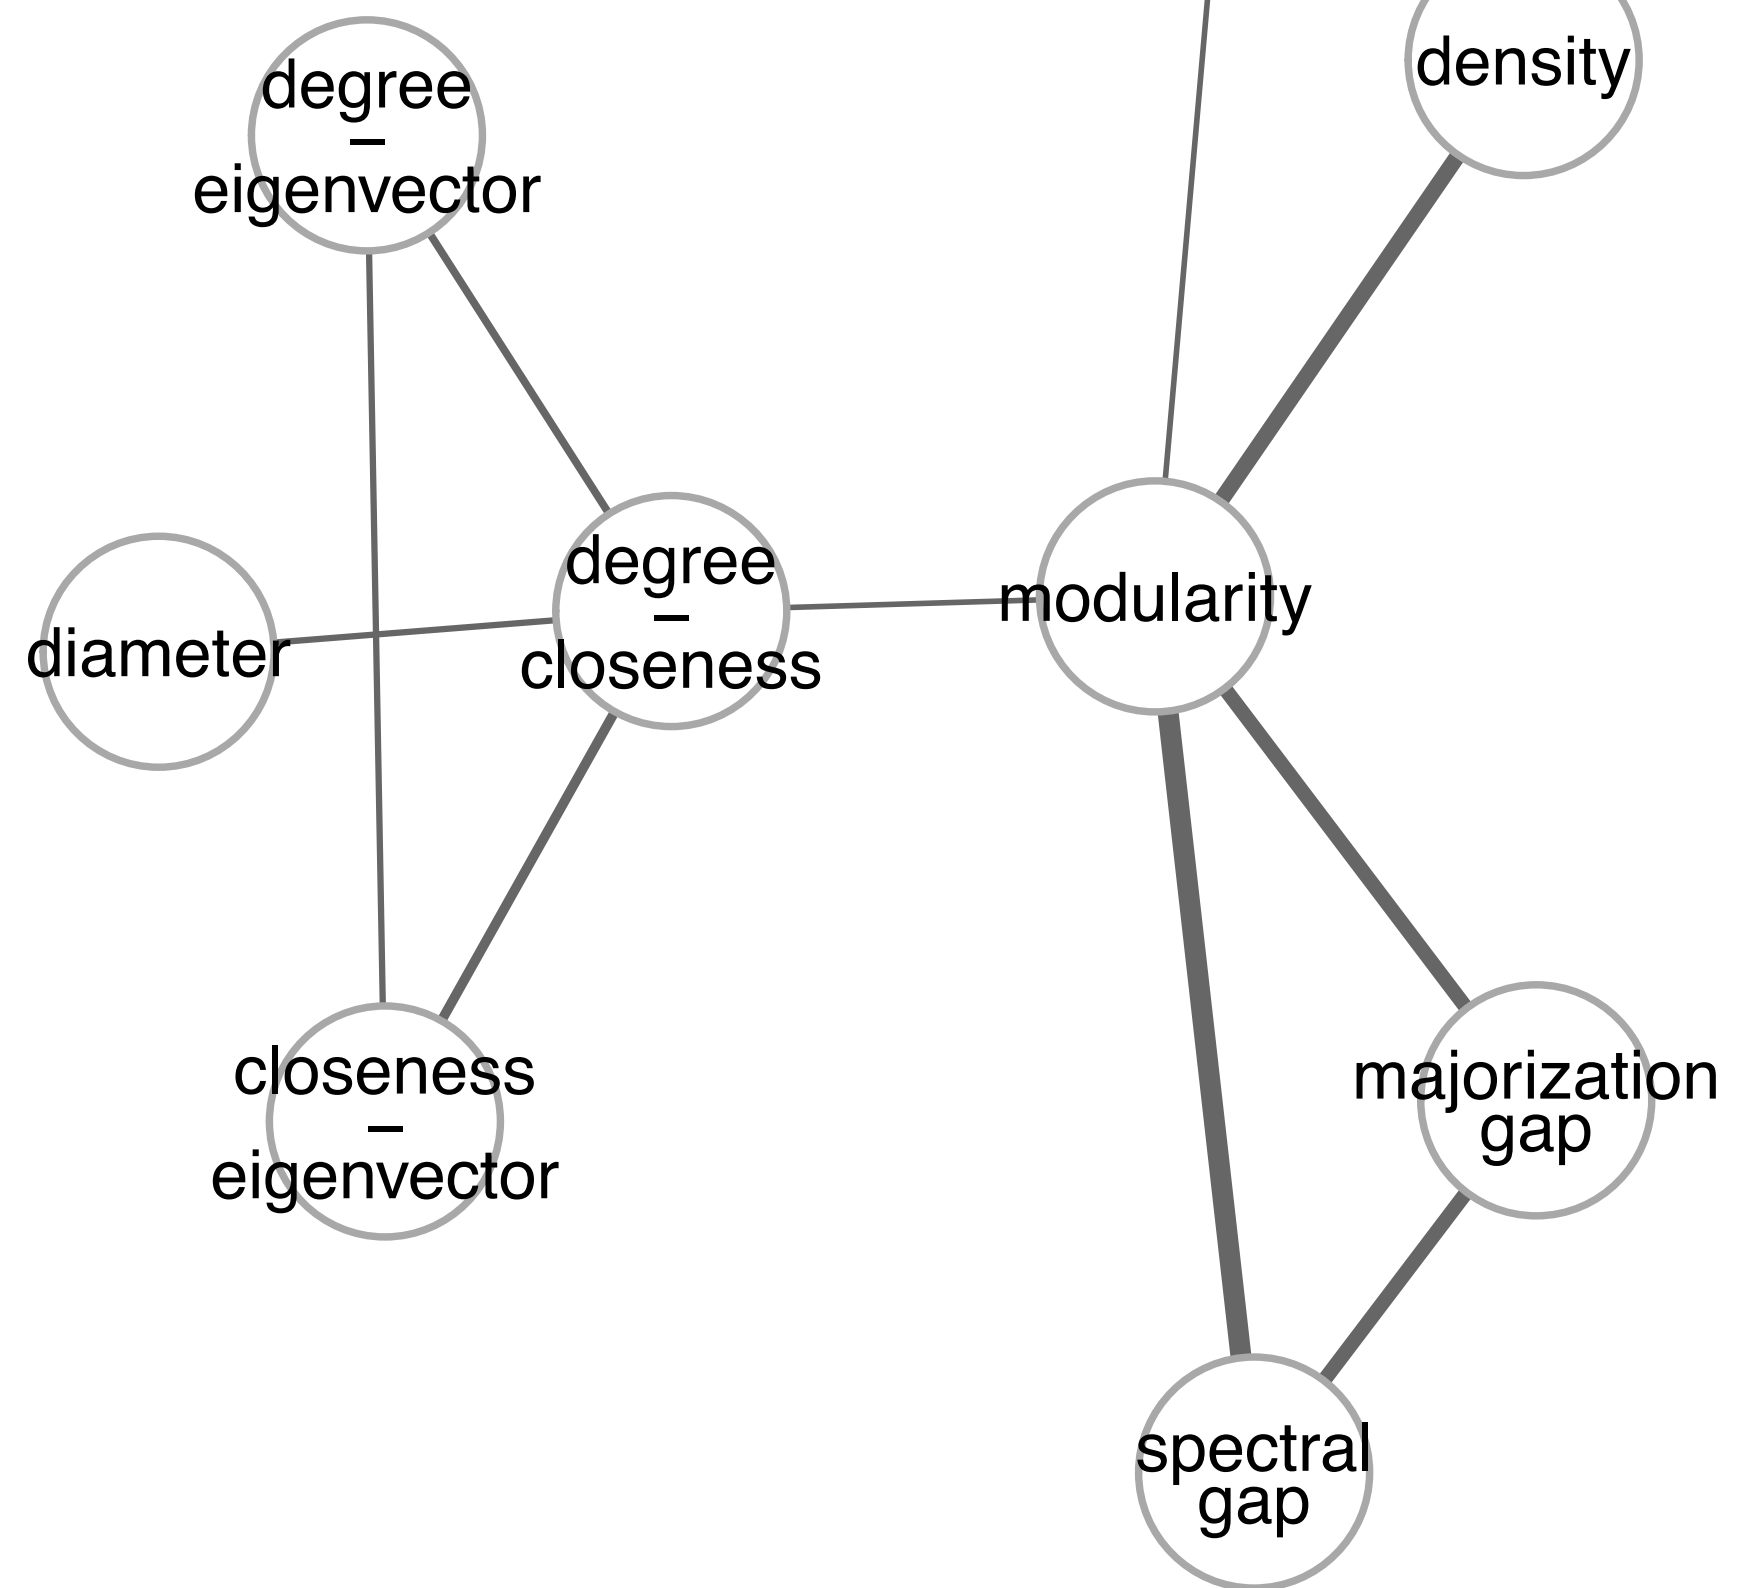 degree
–
eigenvector
density
diameter
degree
–
closeness
modularity
closeness
–
eigenvector
majorization
gap
spectral
gap